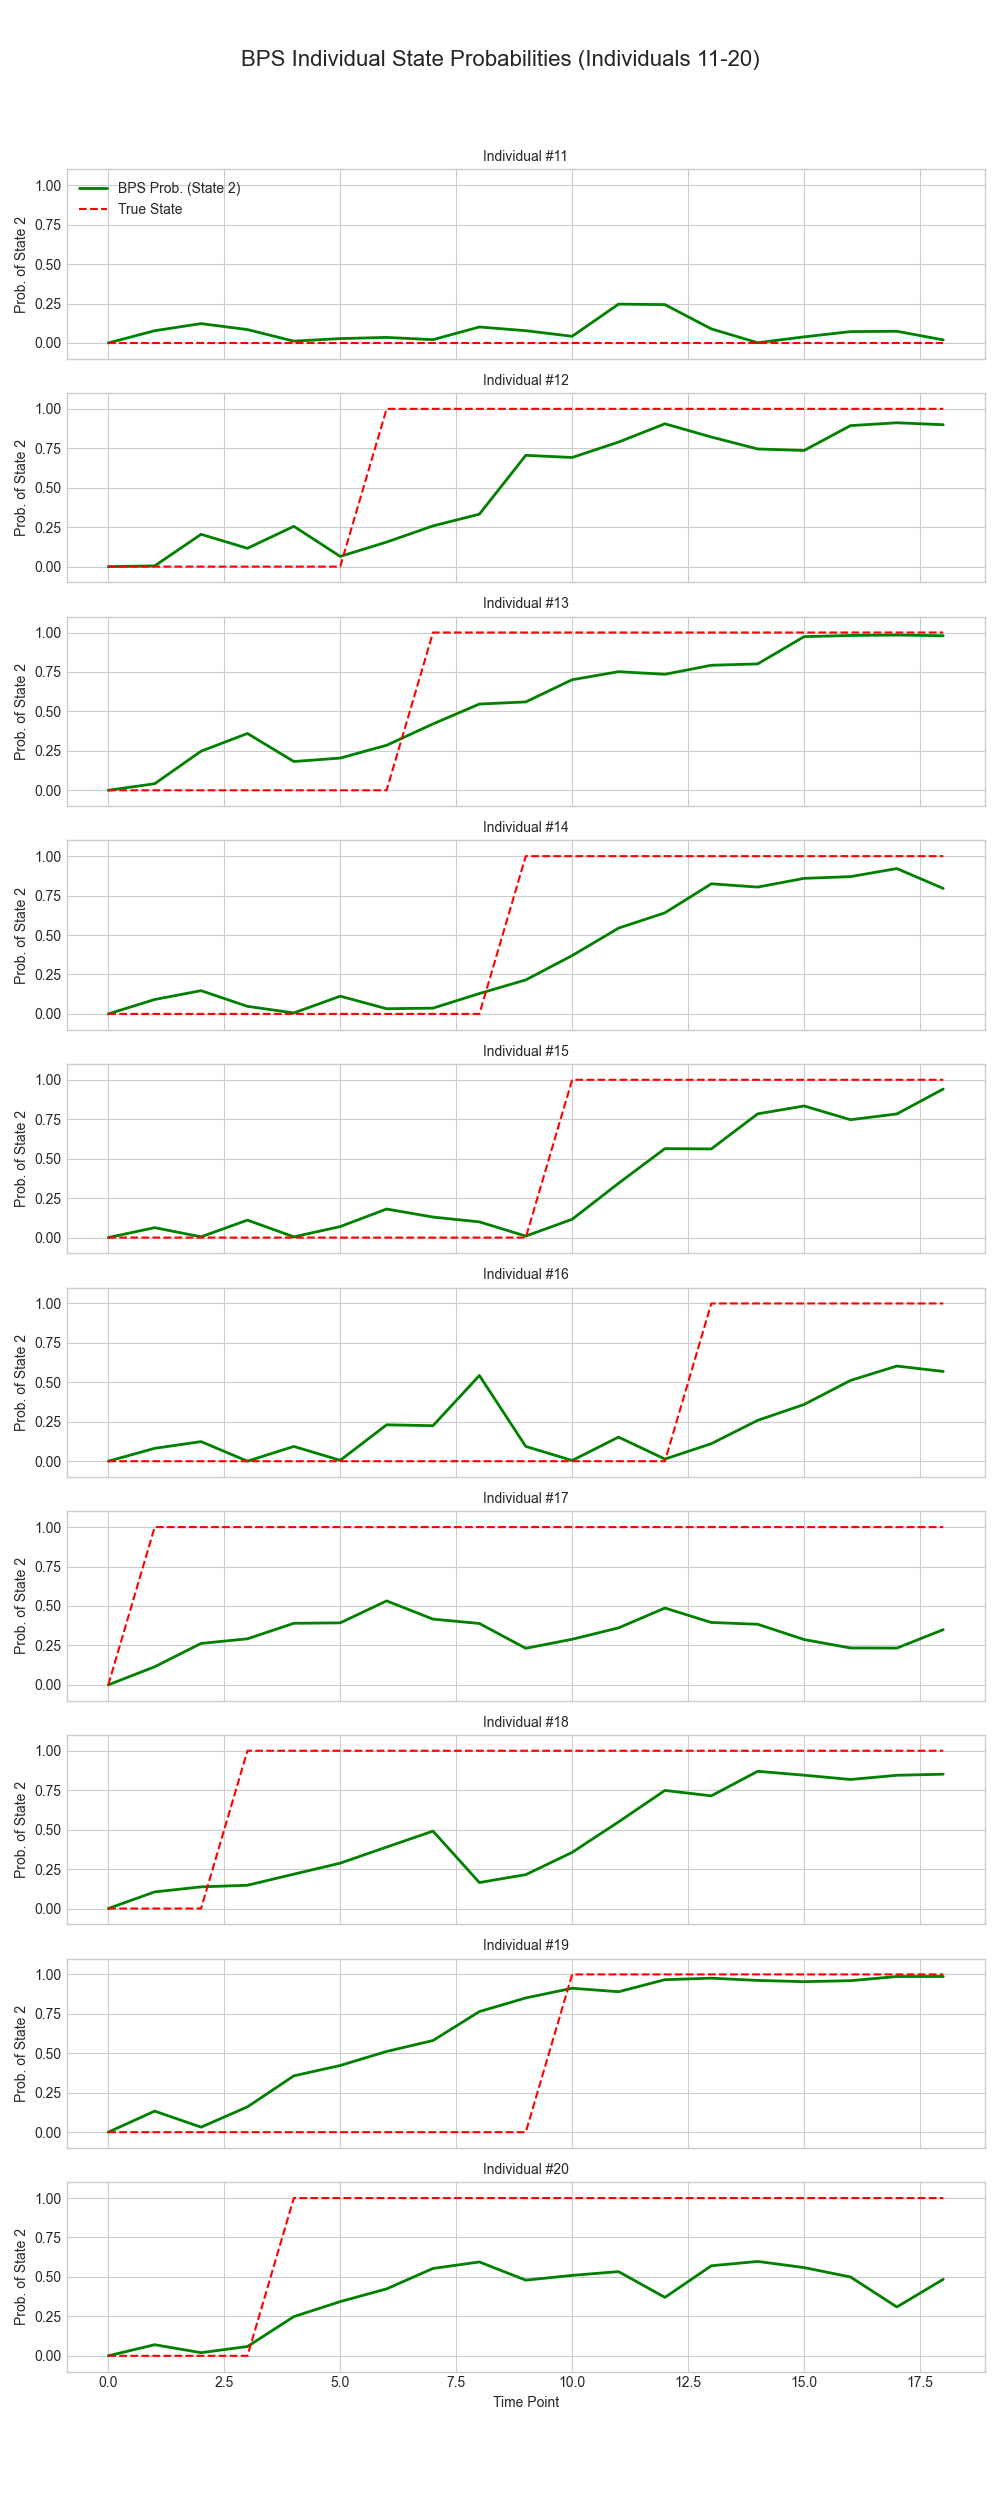 BPS Individual State Probabilities (Individuals 11-20)
Individual #11
BPS Prob. (State 2)
True State
Prob. of State 2
1.00
0.75
0.50
0.25
0.00
Individual #12
Prob. of State 2
1.00
0.75
0.50
0.25
0.00
Individual #13
Prob. of State 2
1.00
0.75
0.50
0.25
0.00
Individual #14
Prob. of State 2
1.00
0.75
0.50
0.25
0.00
Individual #15
Prob. of State 2
1.00
0.75
0.50
0.25
0.00
Individual #16
Prob. of State 2
1.00
0.75
0.50
0.25
0.00
Individual #17
Prob. of State 2
1.00
0.75
0.50
0.25
0.00
Individual #18
Prob. of State 2
1.00
0.75
0.50
0.25
0.00
Individual #19
Prob. of State 2
1.00
0.75
0.50
0.25
0.00
Individual #20
Prob. of State 2
1.00
0.75
0.50
0.25
0.00
0.0 2.5 5.0 7.5 10.0 12.5 15.0 17.5
Time Point